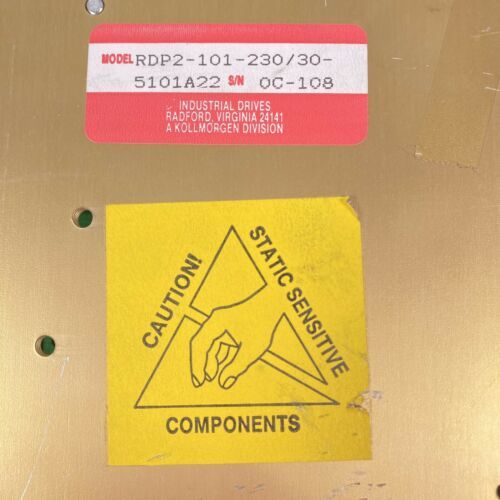 MODEL RDP2-101-230/30-
5101A22 S/N OC-108
INDUSTRIAL DRIVES
RADFORD, VIRGINIA 24141
A KOLLMORGEN DIVISION
CAUTION!
STATIC SENSITIVE
COMPONENTS